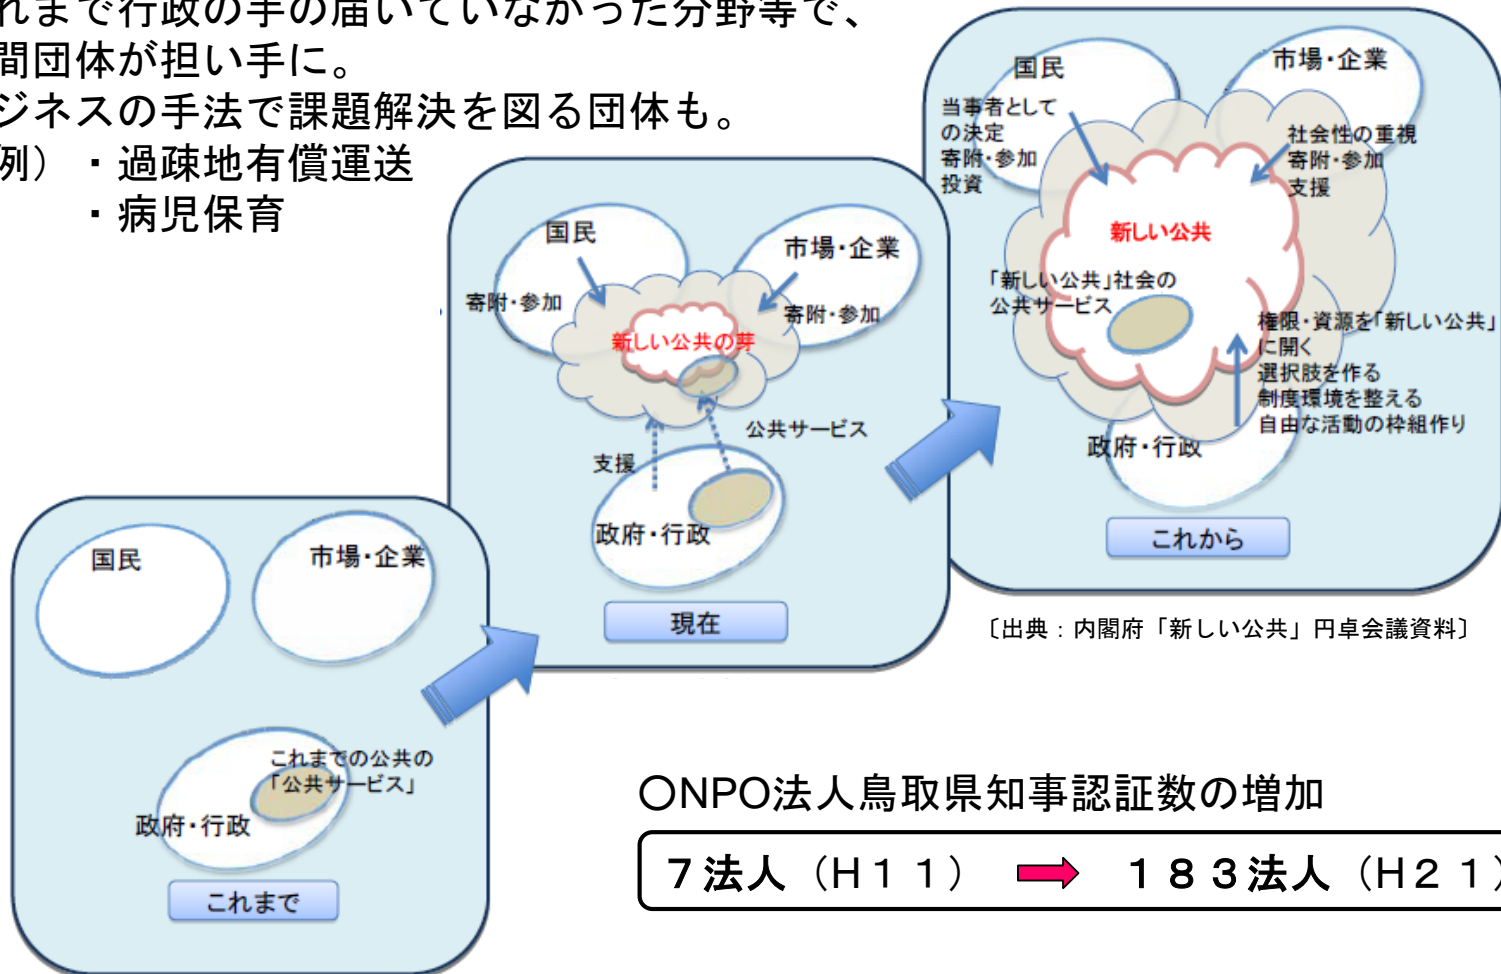 れまで行政の手の届いていなかった分野等で、
間団体が担い手に。
ジネスの手法で課題解決を図る団体も。
例）・過疎地有償運送
・病児保育
国民
市場・企業
これまでの公共の
「公共サービス」
政府・行政
これまで
国民
市場・企業
寄附・参加
寄附・参加
新しい公共の芽
公共サービス
支援
政府・行政
現在
国民
市場・企業
当事者として
の決定
寄附・参加
投資
社会性の重視
寄附・参加
支援
新しい公共
「新しい公共」社会の
公共サービス
権限・資源を「新しい公共」
に開く
選択肢を作る
制度環境を整える
自由な活動の枠組作り
政府・行政
これから
〔出典：内閣府「新しい公共」円卓会議資料〕
〇NPO法人鳥取県知事認証数の増加
７法人（H１１） １８３法人（H２１）